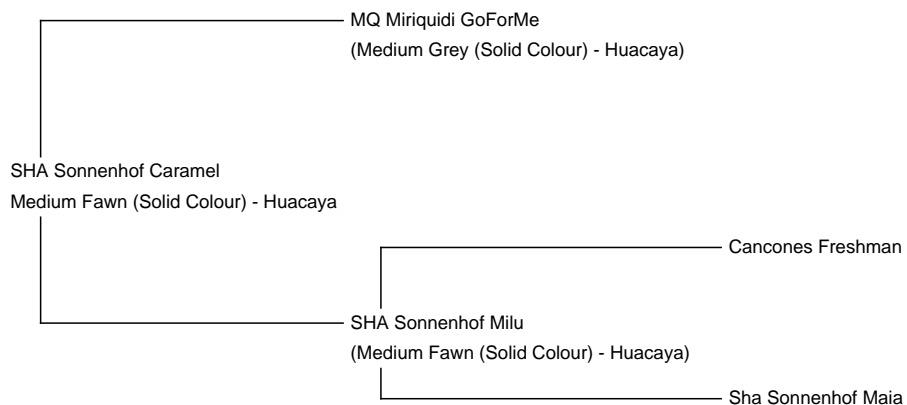 MQ Miriquidi GoForMe
(Medium Grey (Solid Colour) - Huacaya)
SHA Sonnenhof Caramel
Medium Fawn (Solid Colour) - Huacaya
Cancones Freshman
SHA Sonnenhof Milu
(Medium Fawn (Solid Colour) - Huacaya)
Sha Sonnenhof Maia